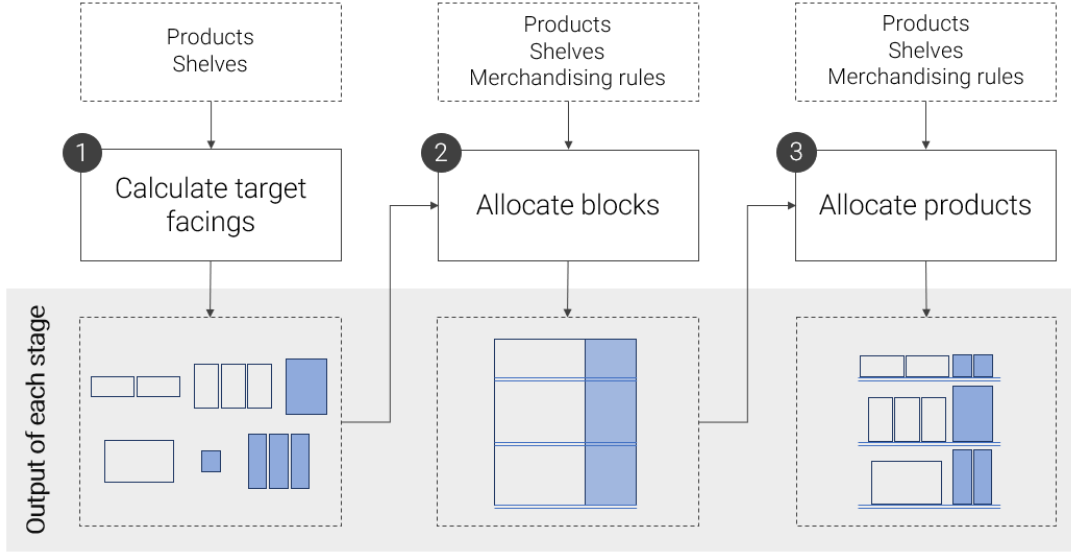 Products
Shelves
Products
Shelves
Merchandising rules
Products
Shelves
Merchandising rules
1
Calculate target
facings
2
Allocate blocks
3
Allocate products
Output of each stage